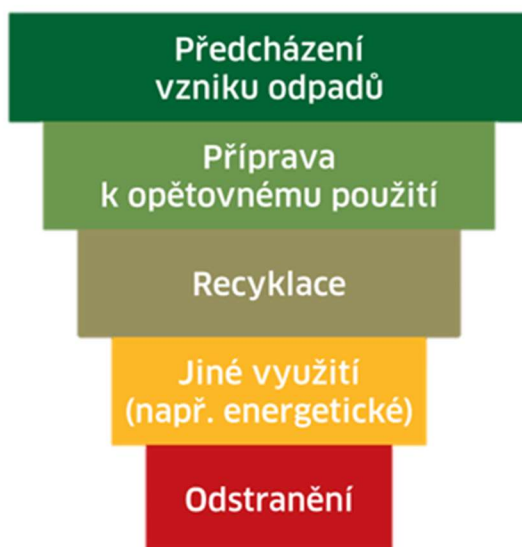 Předcházení
vzniku odpadů
Příprava
k opětovnému použití
Recyklace
Jiné využití
(např. energetické)
Odstranění